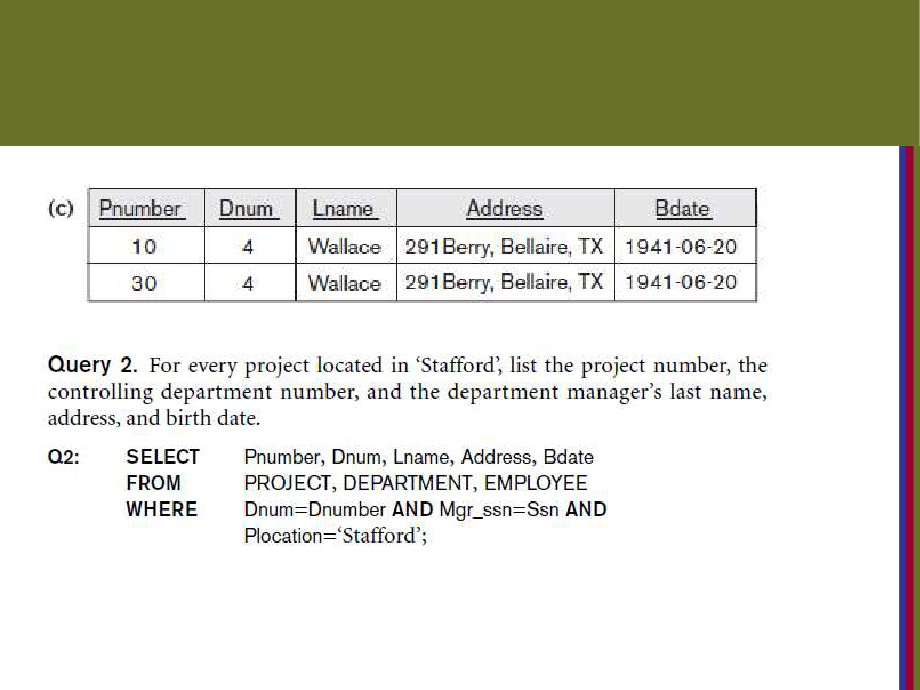 (c) Pnumber Dnum Lname Address Bdate
10 4 Wallace 291Berry, Bellaire, TX 1941-06-20
30 4 Wallace 291Berry, Bellaire, TX 1941-06-20
Query 2. For every project located in ‘Stafford’, list the project number, the
controlling department number, and the department manager’s last name,
address, and birth date.
Q2: SELECT Pnumber, Dnum, Lname, Address, Bdate
FROM PROJECT, DEPARTMENT, EMPLOYEE
WHERE Dnum=Dnumber AND Mgr_ssn=Ssn AND
Plocation=‘Stafford’;